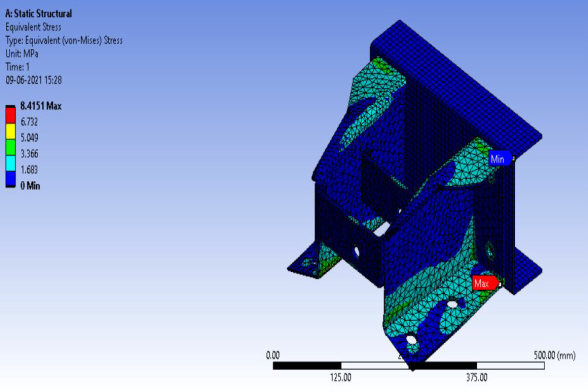 A: Static Structural
Equivalent Stress
Type: Equivalent (von-Mises) Stress
Unit: MPa
Time: 1
09-06-2021 15:28
8.4151 Max
6.732
5.049
3.366
1.683
0 Min
Min
Max
0.00 500.00 (mm)
125.00 375.00